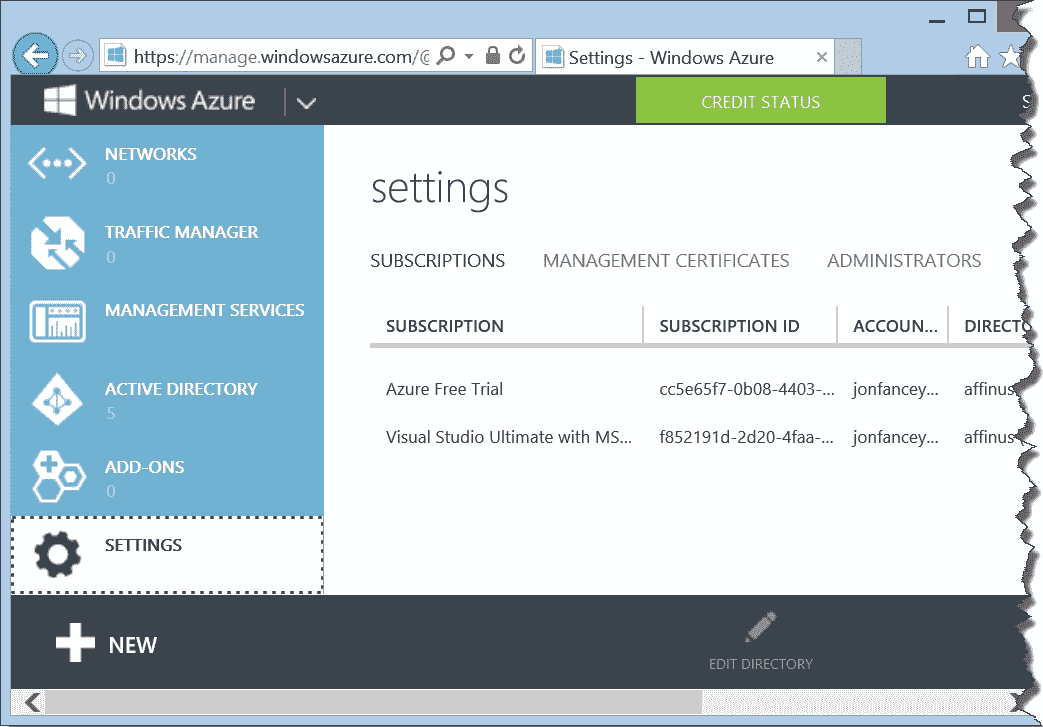 https://manage.windowsazure.com/@
Settings - Windows Azure
Windows Azure
CREDIT STATUS
S
NETWORKS
0
TRAFFIC MANAGER
0
MANAGEMENT SERVICES
ACTIVE DIRECTORY
5
ADD-ONS
0
SETTINGS
settings
SUBSCRIPTIONS MANAGEMENT CERTIFICATES ADMINISTRATORS
SUBSCRIPTION SUBSCRIPTION ID ACCOUN... DIRECTO
Azure Free Trial cc5e65f7-0b08-4403-... jonfancey... affinus
Visual Studio Ultimate with MS... f852191d-2d20-4faa-... jonfancey... affinus
NEW
EDIT DIRECTORY